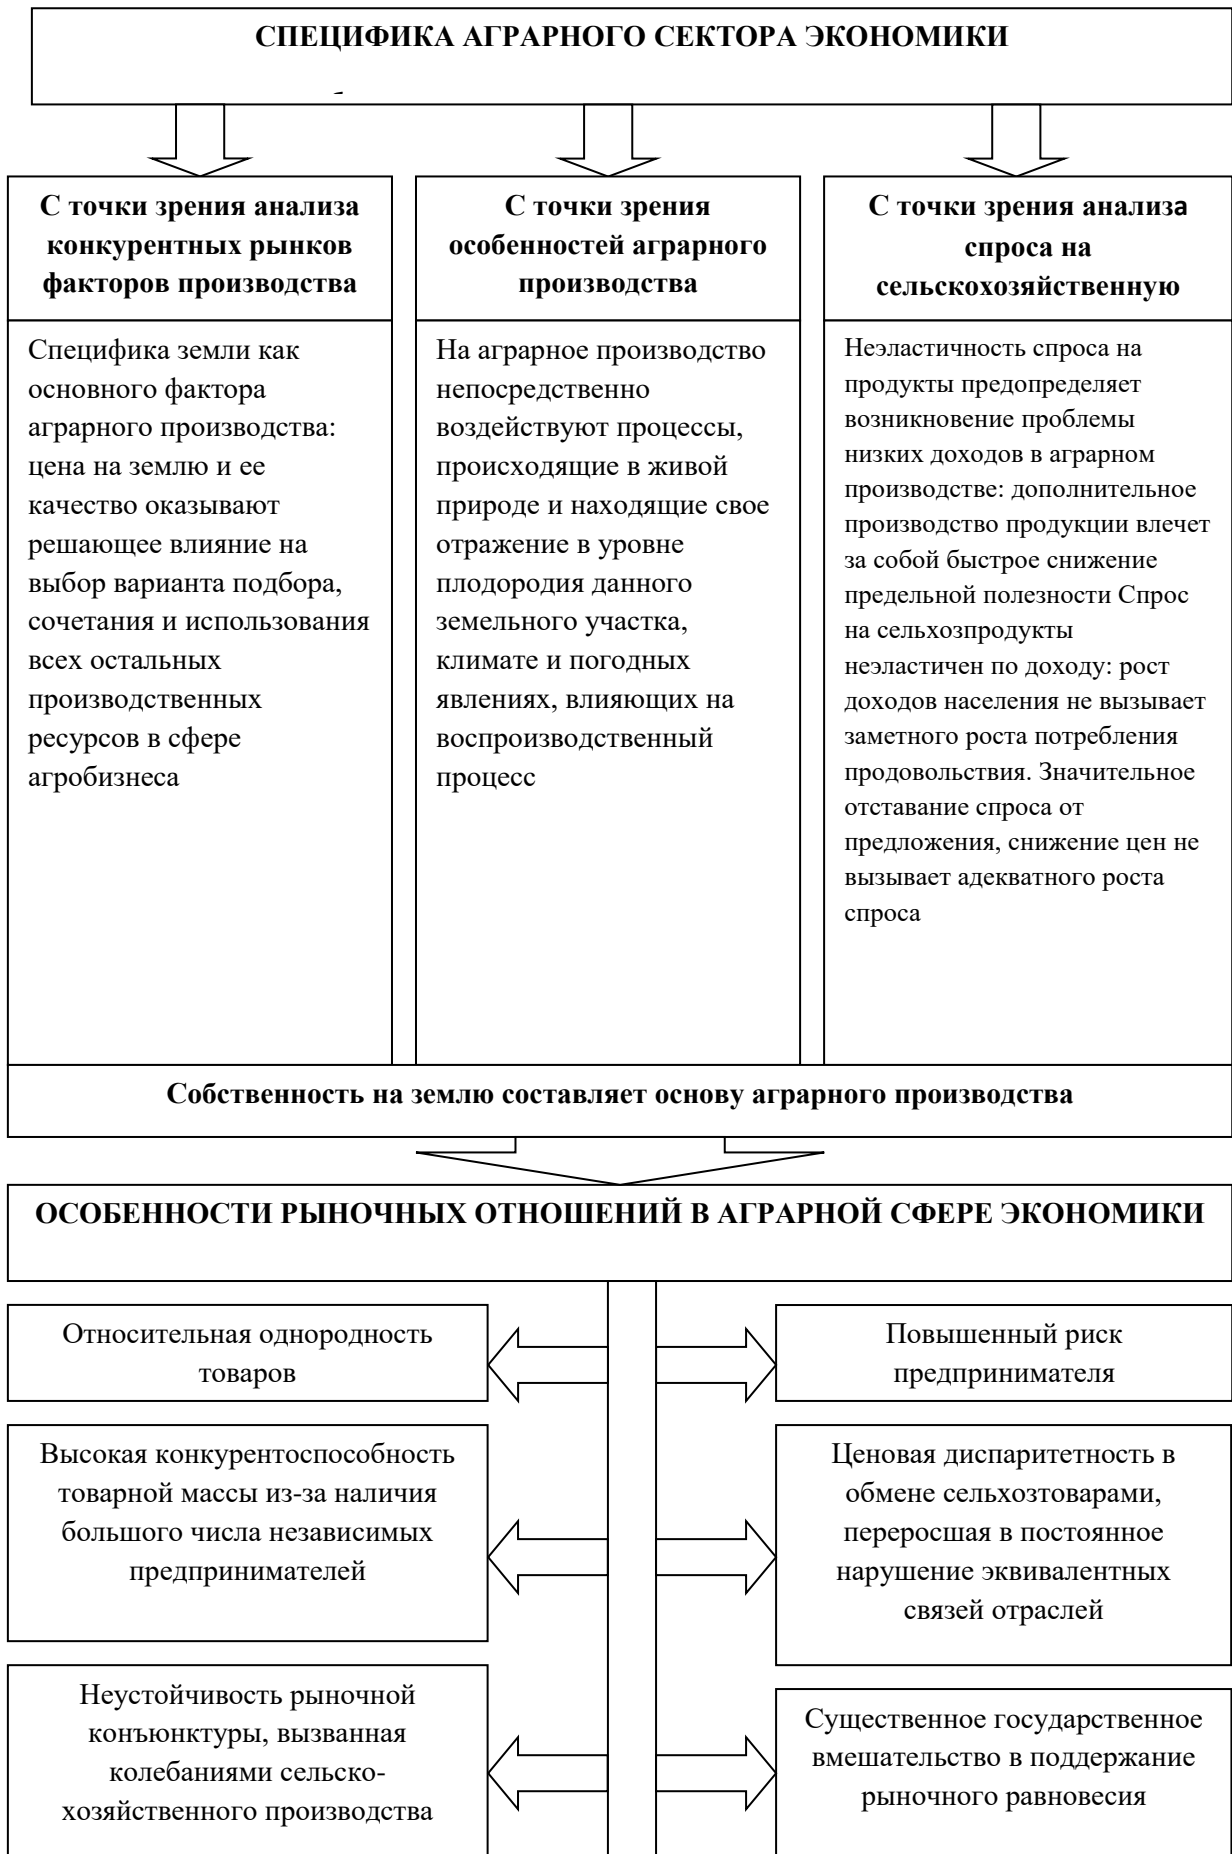 СПЕЦИФИКА АГРАРНОГО СЕКТОРА ЭКОНОМИКИ
С точки зрения анализа
конкурентных рынков
факторов производства
Специфика земли как
основного фактора
аграрного производства:
цена на землю и ее
качество оказывают
решающее влияние на
выбор варианта подбора,
сочетания и использования
всех остальных
производственных
ресурсов в сфере
агробизнеса
С точки зрения
особенностей аграрного
производства
На аграрное производство
непосредственно
воздействуют процессы,
происходящие в живой
природе и находящие свое
отражение в уровне
плодородия данного
земельного участка,
климате и погодных
явлениях, влияющих на
воспроизводственный
процесс
С точки зрения анализа
спроса на
сельскохозяйственную
Неэластичность спроса на
продукты предопределяет
возникновение проблемы
низких доходов в аграрном
производстве: дополнительное
производство продукции влечет
за собой быстрое снижение
предельной полезности Спрос
на сельхозпродукты
неэластичен по доходу: рост
доходов населения не вызывает
заметного роста потребления
продовольствия. Значительное
отставание спроса от
предложения, снижение цен не
вызывает адекватного роста
спроса
Собственность на землю составляет основу аграрного производства
ОСОБЕННОСТИ РЫНОЧНЫХ ОТНОШЕНИЙ В АГРАРНОЙ СФЕРЕ ЭКОНОМИКИ
Относительная однородность
товаров
Повышенный риск
предпринимателя
Высокая конкурентоспособность
товарной массы из-за наличия
большого числа независимых
предпринимателей
Ценовая диспаритетность в
обмене сельхозтоварами,
переросшая в постоянное
нарушение эквивалентных
связей отраслей
Неустойчивость рыночной
конъюнктуры, вызванная
колебаниями сельско-
хозяйственного производства
Существенное государственное
вмешательство в поддержание
рыночного равновесия